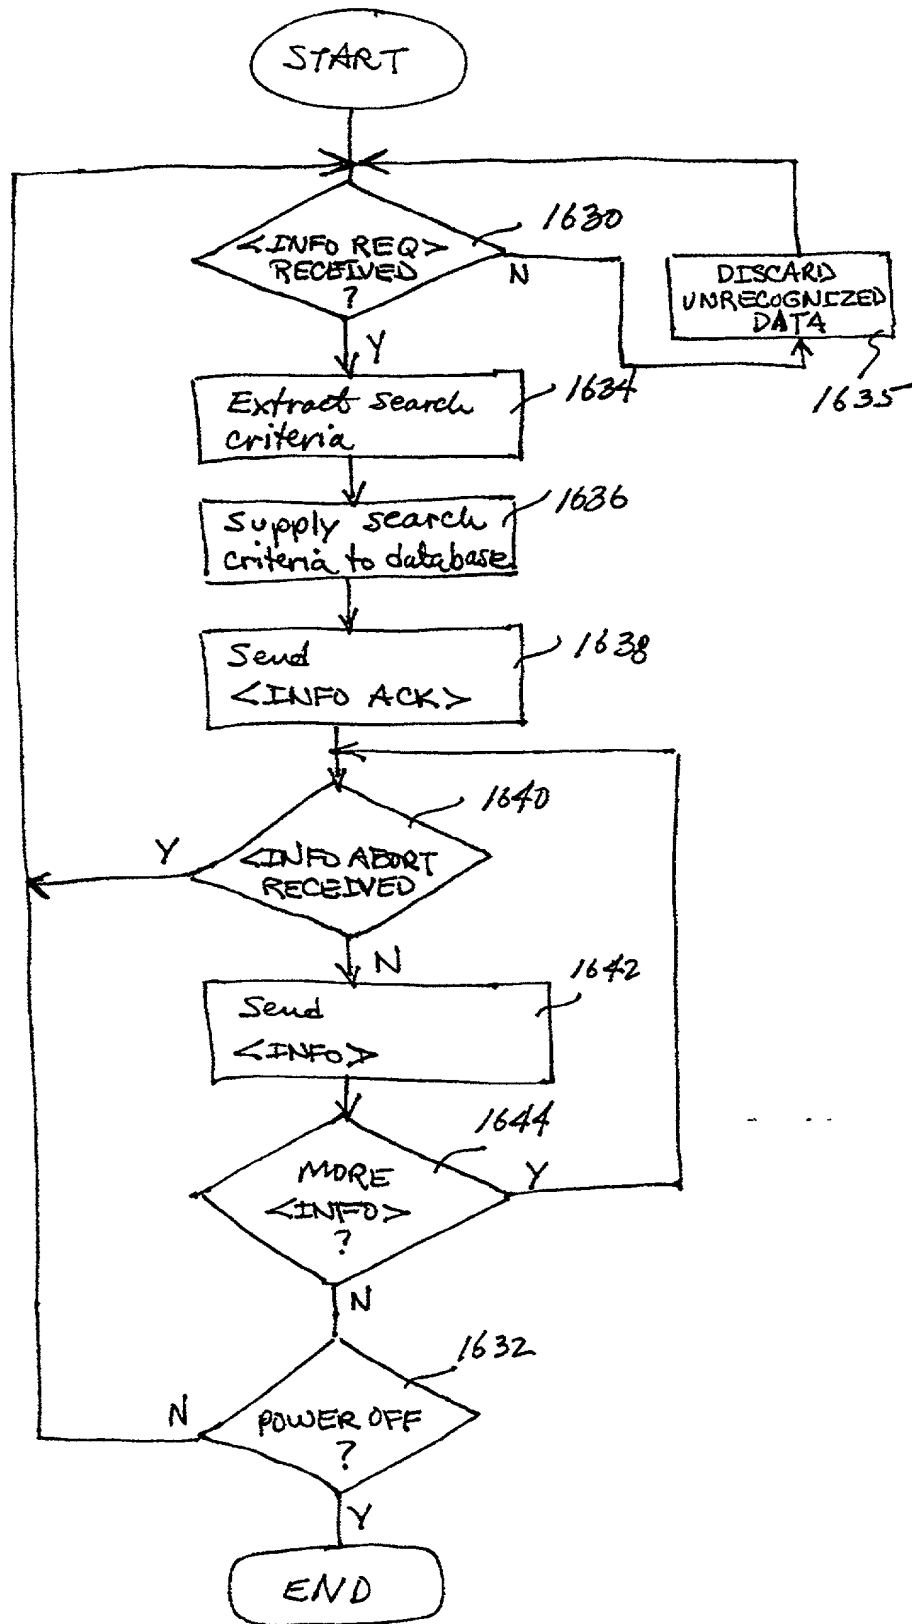 START
1630
<INFO REQ>
RECEIVED
?
N
Y
DISCARD
UNRECOGNIZED
DATA
1635
Extract search
criteria
1634
Supply search
criteria to database
1636
Send
<INFO ACK>
1638
1640
<INFO ABORT
RECEIVED
Y
N
1642
Send
<INFO>
1644
MORE
<INFO>
?
Y
N
1632
POWER OFF
?
N
Y
END